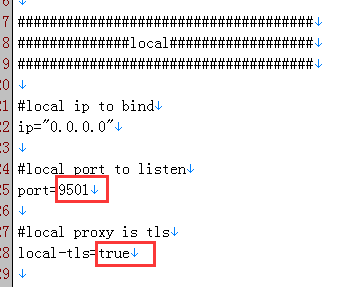 7 #####################################↓
8 ##############local##################↓
9 #####################################↓
20 ↓
21 #local ip to bind↓
22 ip="0.0.0.0"↓
23 ↓
24 #local port to listen↓
25 port=9501↓
26 ↓
27 #local proxy is tls↓
28 local-tls=true↓
29 ↓